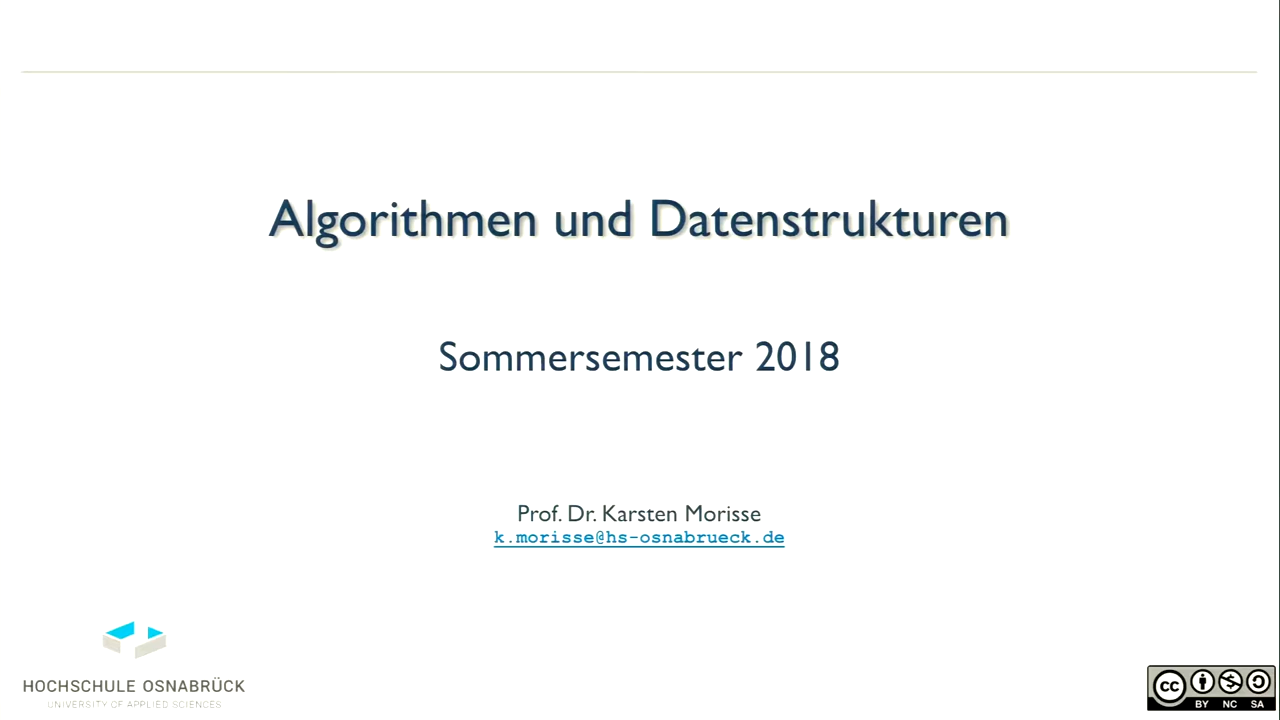 Algorithmen und Datenstrukturen
Sommersemester 2018
Prof. Dr. Karsten Morisse
k.morisse@hs-osnabrueck.de
HOCHSCHULE OSNABRÜCK
UNIVERSITY OF APPLIED SCIENCES
cc
BY NC SA